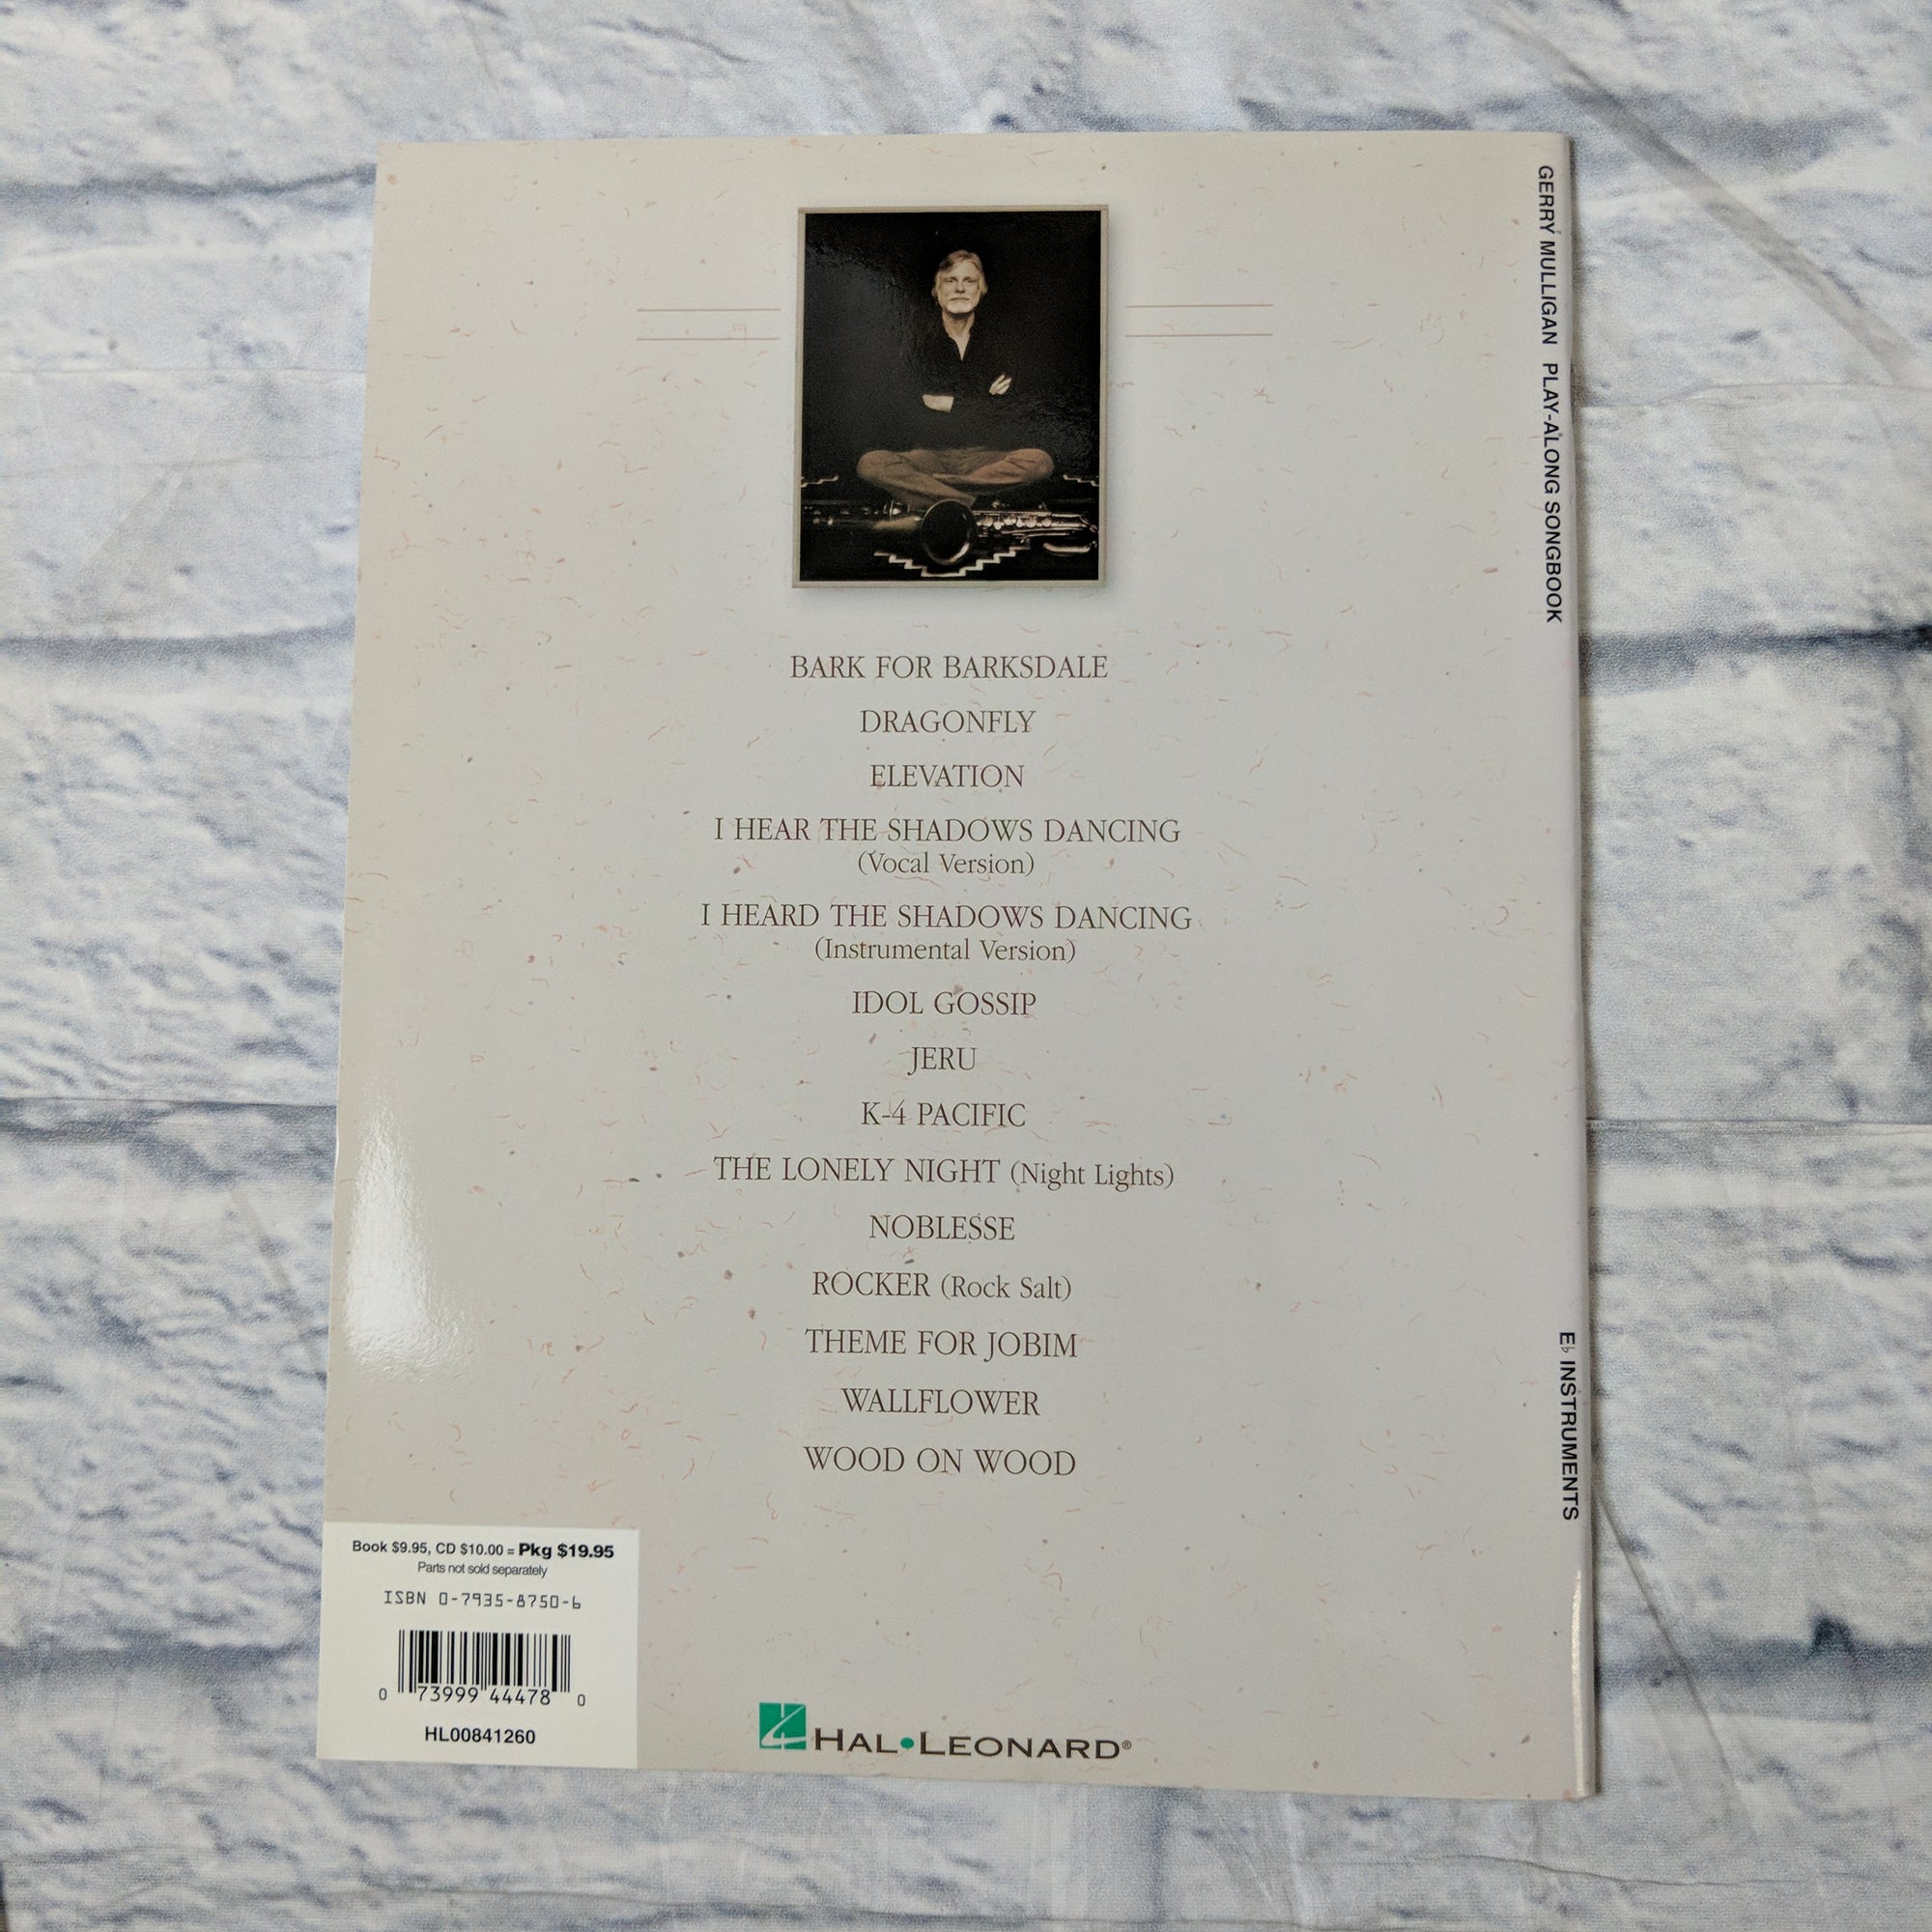 BARK FOR BARKSDALE
DRAGONFLY
ELEVATION
I HEAR THE SHADOWS DANCING
(Vocal Version)
I HEARD THE SHADOWS DANCING
(Instrumental Version)
IDOL GOSSIP
JERU
K-4 PACIFIC
THE LONELY NIGHT (Night Lights)
NOBLESSE
ROCKER (Rock Salt)
THEME FOR JOBIM
WALLFLOWER
WOOD ON WOOD
Book $9.95, CD $10.00 = Pkg $19.95
Parts not sold separately
ISBN 0-7935-8750-6
0 73999 44478 0
HL00841260
HAL•LEONARD®
GERRY MULLIGAN PLAY-ALONG SONGBOOK
E♭ INSTRUMENTS